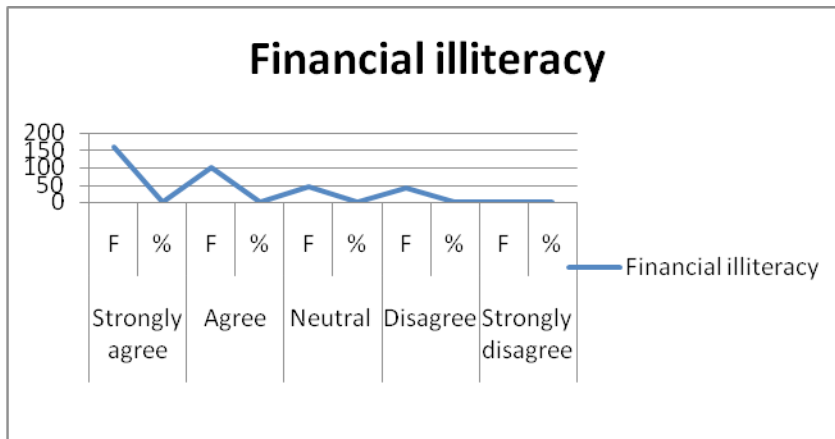 Financial illiteracy
200
150
100
50
0
F % F % F % F % F %
Financial illiteracy
Strongly agree Agree Neutral Disagree Strongly disagree